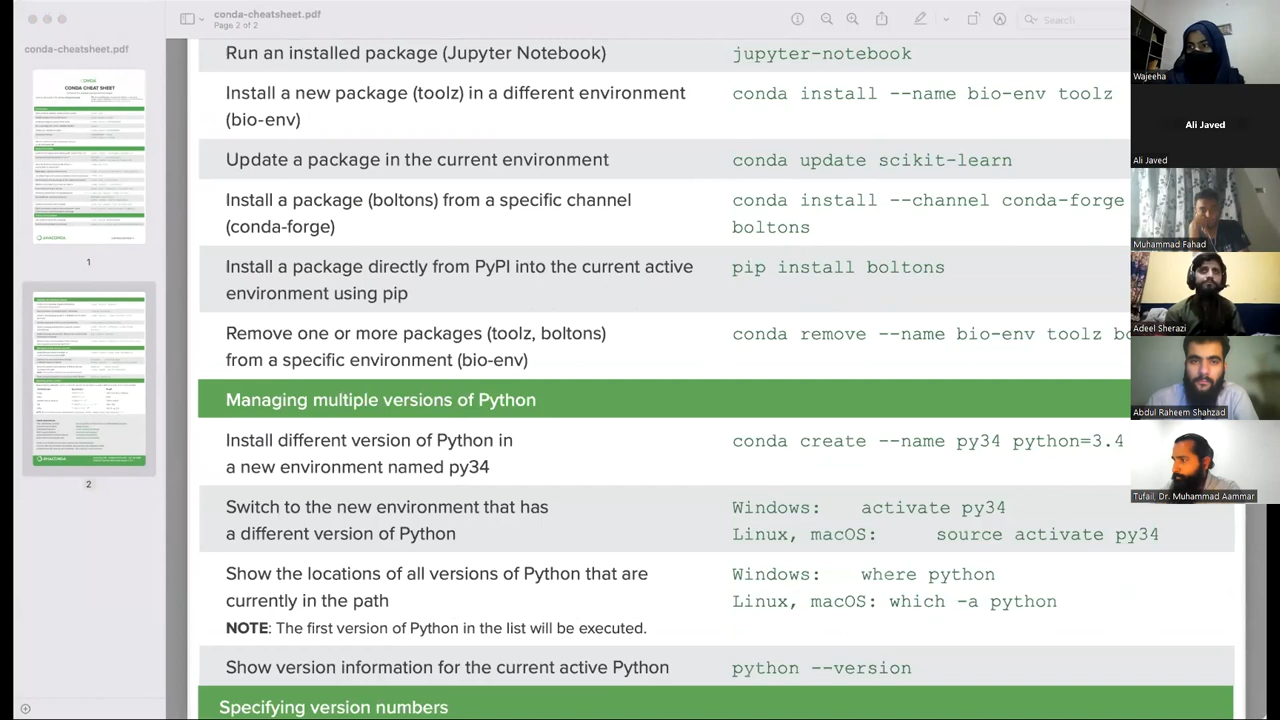 conda-cheatsheet.pdf
Page 2 of 2
Search
conda-cheatsheet.pdf
CONDA CHEAT SHEET
1
2
Run an installed package (Jupyter Notebook)
jupyter-notebook
Install a new package (toolz) in a different environment
(bio-env)
conda install --name bio-env toolz
Update a package in the current environment
conda update scikit-learn
Install a package (boltons) from a specific channel
(conda-forge)
conda install --channel conda-forge
boltons
Install a package directly from PyPI into the current active
environment using pip
pip install boltons
Remove one or more packages (toolz, boltons)
from a specific environment (bio-env)
conda remove --name bio-env toolz bo
Managing multiple versions of Python
Install different version of Python in
a new environment named py34
conda create --name py34 python=3.4
Switch to the new environment that has
a different version of Python
Windows: activate py34
Linux, macOS: source activate py34
Show the locations of all versions of Python that are
currently in the path
NOTE: The first version of Python in the list will be executed.
Windows: where python
Linux, macOS: which -a python
Show version information for the current active Python
python --version
Specifying version numbers
Wajeeha
Ali Javed
Ali Javed
Muhammad Fahad
Adeel Sherazi
Abdul Raheem Shahzad
Tufail, Dr. Muhammad Aammar